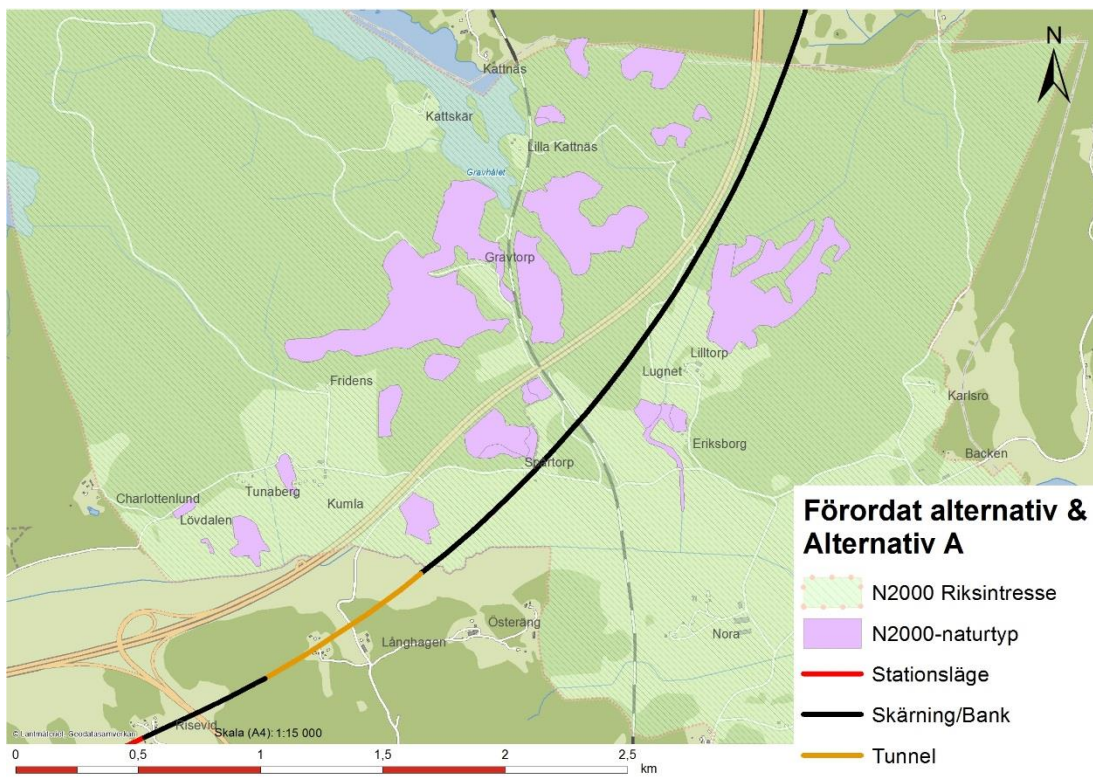 N
Kattnäs
Kattskär
Lilla Kattnäs
Gravhålet
Gravtorp
Lilltorp
Lugnet
Fridens
Karlsro
Eriksborg
Backen
Spårtorp
Charlottenlund
Tunaberg
Kumla
Lövdalen
Österäng
Långhagen
Nora
Risevid
© Lantmäteriet, Geodatasamverkan
Skala (A4): 1:15 000
0 0,5 1 1,5 2 2,5
km
Förordat alternativ &
Alternativ A
N2000 Riksintresse
N2000-naturtyp
Stationsläge
Skärning/Bank
Tunnel